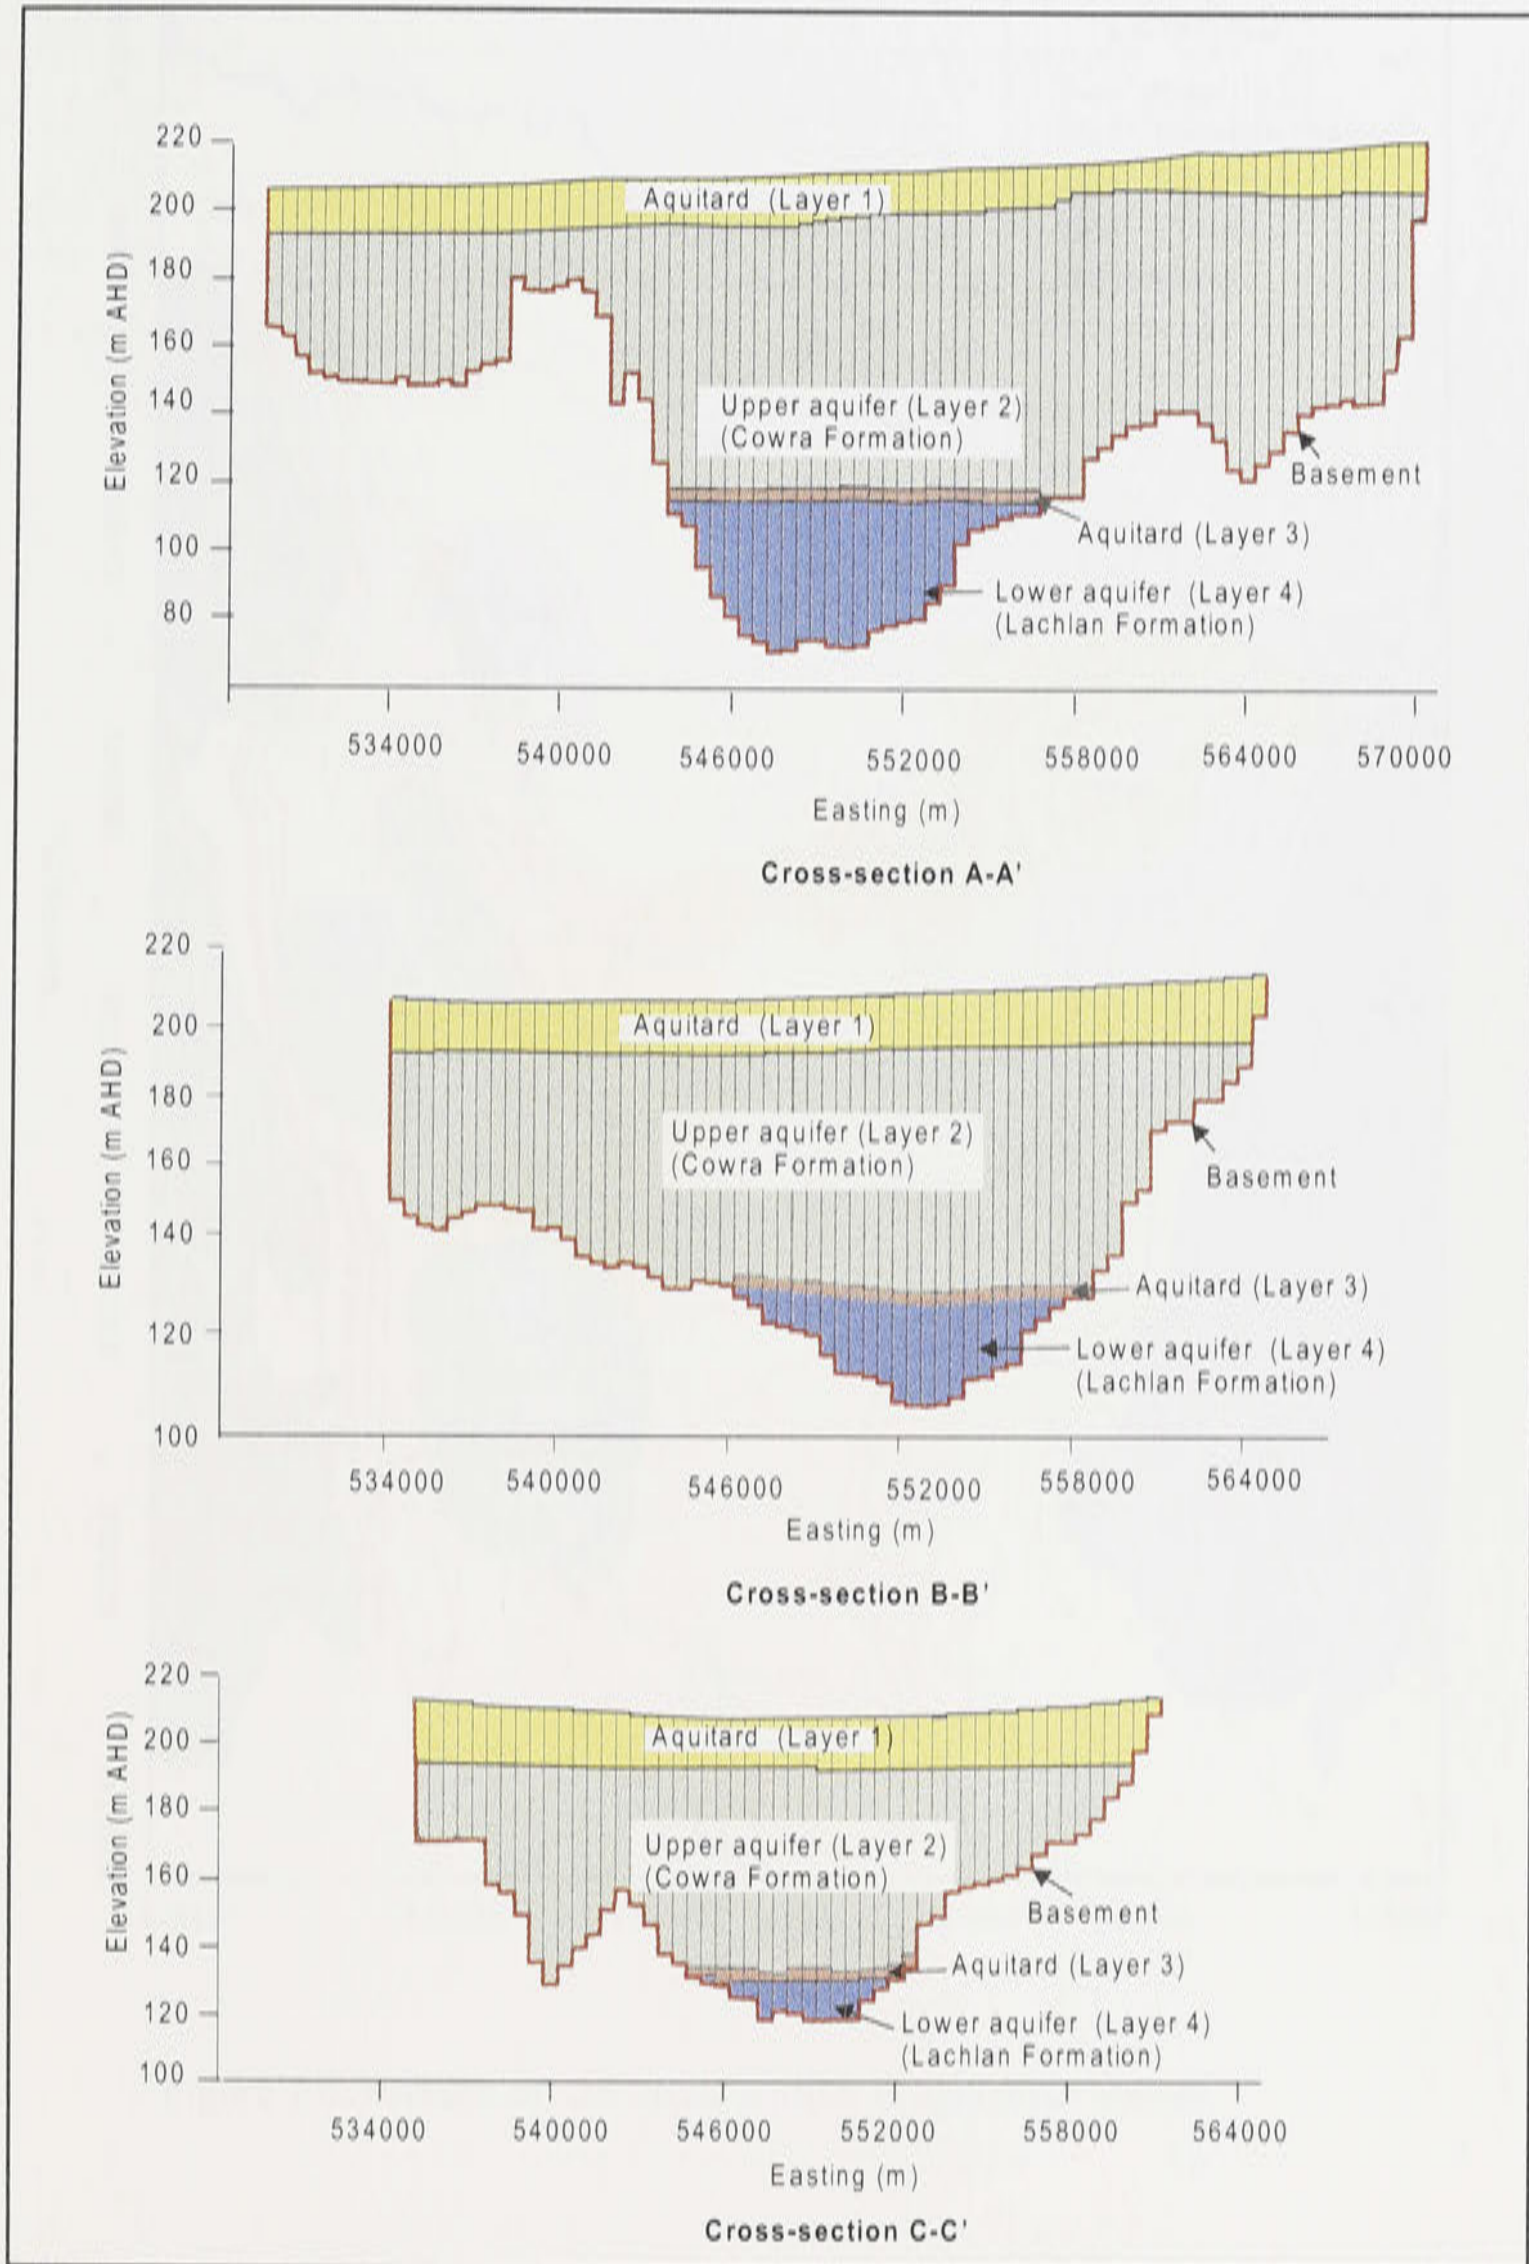 220
200
180
160
140
120
100
80
Elevation (m AHD)
Aquitard (Layer 1)
Upper aquifer (Layer 2)
(Cowra Formation)
Basement
Aquitard (Layer 3)
Lower aquifer (Layer 4)
(Lachlan Formation)
534000 540000 546000 552000 558000 564000 570000
Easting (m)
Cross-section A-A'
220
200
180
160
140
120
100
Elevation (m AHD)
Aquitard (Layer 1)
Upper aquifer (Layer 2)
(Cowra Formation)
Basement
Aquitard (Layer 3)
Lower aquifer (Layer 4)
(Lachlan Formation)
534000 540000 546000 552000 558000 564000
Easting (m)
Cross-section B-B'
220
200
180
160
140
120
100
Elevation (m AHD)
Aquitard (Layer 1)
Upper aquifer (Layer 2)
(Cowra Formation)
Basement
Aquitard (Layer 3)
Lower aquifer (Layer 4)
(Lachlan Formation)
534000 540000 546000 552000 558000 564000
Easting (m)
Cross-section C-C'